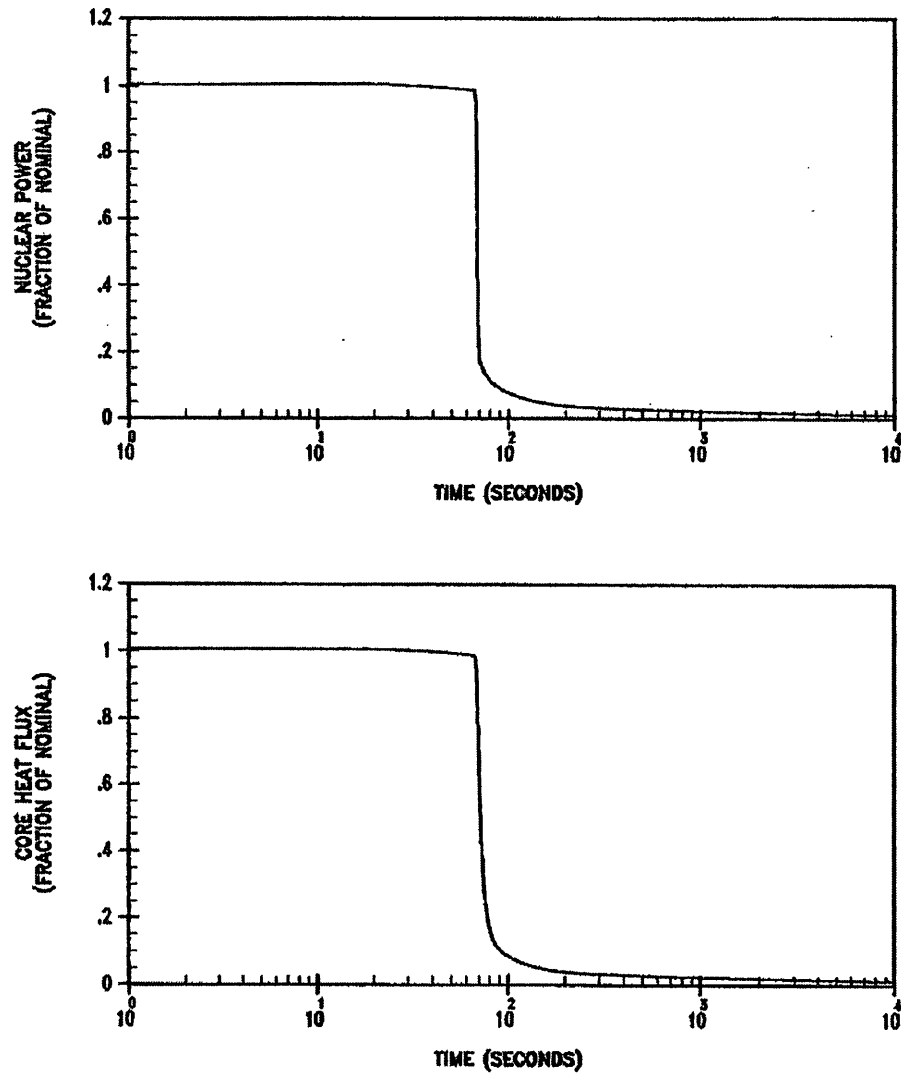 1.2
1
.8
.6
.4
.2
0
NUCLEAR POWER
(FRACTION OF NOMINAL)
10^0 10^1 10^2 10^3 10^4
TIME (SECONDS)
1.2
1
.8
.6
.4
.2
0
CORE HEAT FLUX
(FRACTION OF NOMINAL)
10^0 10^1 10^2 10^3 10^4
TIME (SECONDS)